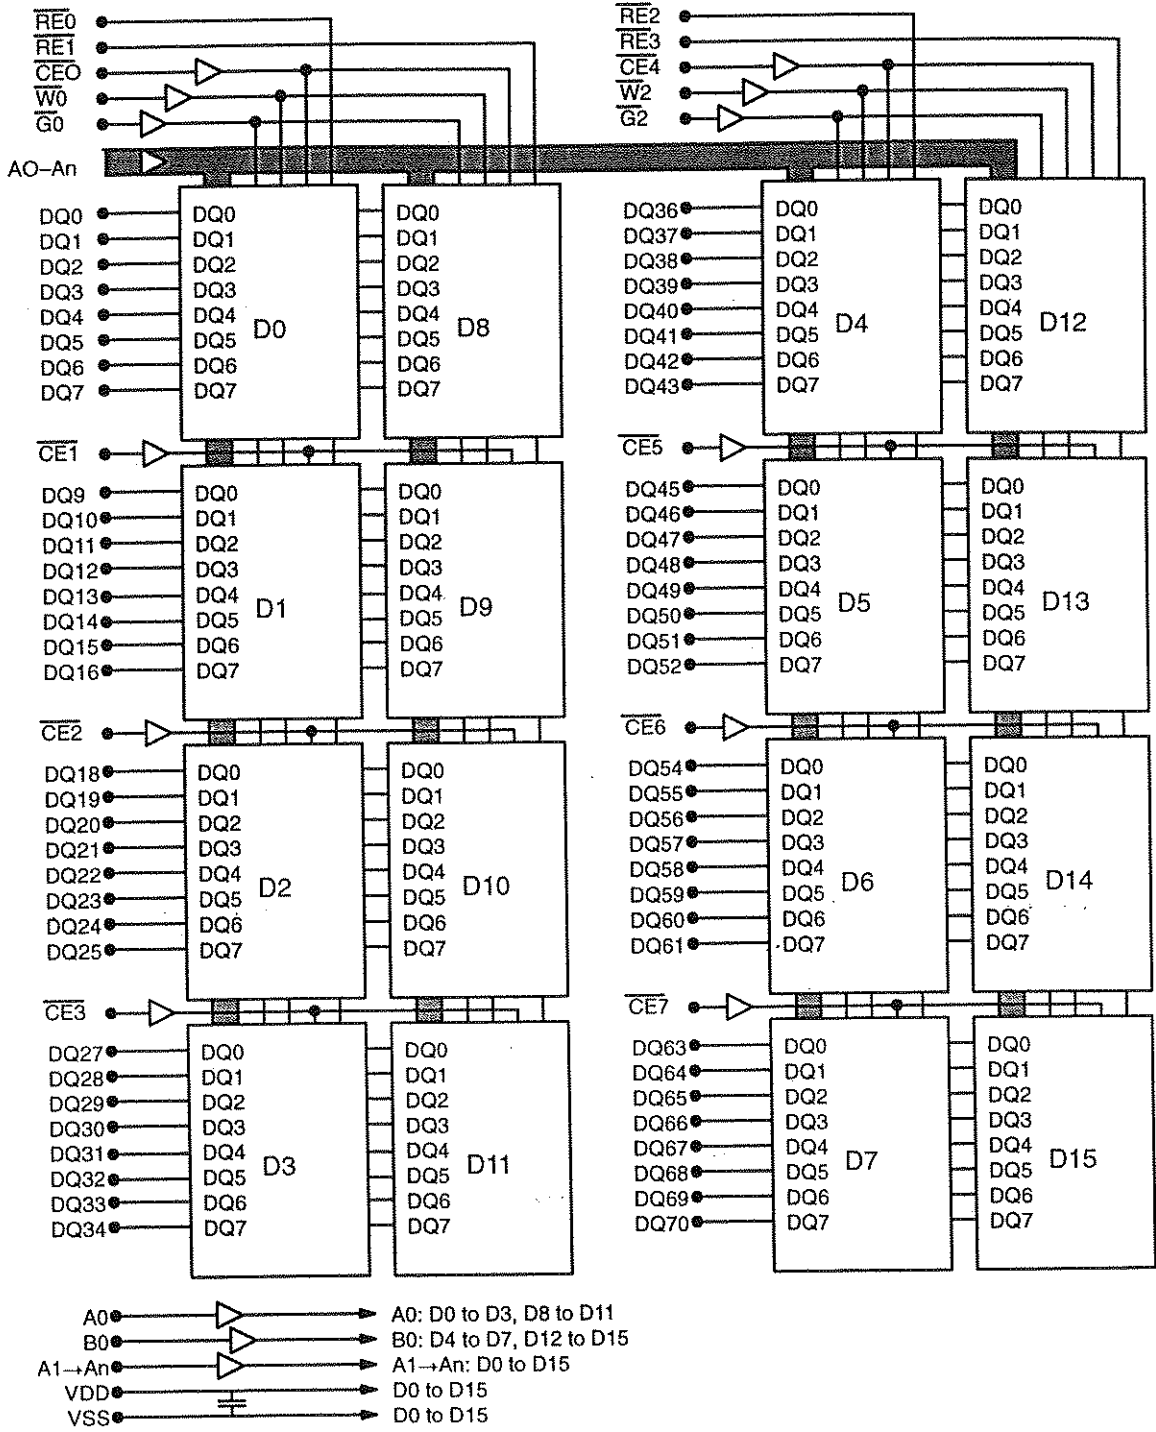 RE0
RE1
CEO
W0
G0
AO–An
RE2
RE3
CE4
W2
G2
DQ0
DQ1
DQ2
DQ3
DQ4
DQ5
DQ6
DQ7
DQ0
DQ1
DQ2
DQ3
DQ4
DQ5
DQ6
DQ7
D0
DQ0
DQ1
DQ2
DQ3
DQ4
DQ5
DQ6
DQ7
D8
DQ36
DQ37
DQ38
DQ39
DQ40
DQ41
DQ42
DQ43
DQ0
DQ1
DQ2
DQ3
DQ4
DQ5
DQ6
DQ7
D4
DQ0
DQ1
DQ2
DQ3
DQ4
DQ5
DQ6
DQ7
D12
CE1
DQ9
DQ10
DQ11
DQ12
DQ13
DQ14
DQ15
DQ16
DQ0
DQ1
DQ2
DQ3
DQ4
DQ5
DQ6
DQ7
D1
DQ0
DQ1
DQ2
DQ3
DQ4
DQ5
DQ6
DQ7
D9
CE5
DQ45
DQ46
DQ47
DQ48
DQ49
DQ50
DQ51
DQ52
DQ0
DQ1
DQ2
DQ3
DQ4
DQ5
DQ6
DQ7
D5
DQ0
DQ1
DQ2
DQ3
DQ4
DQ5
DQ6
DQ7
D13
CE2
DQ18
DQ19
DQ20
DQ21
DQ22
DQ23
DQ24
DQ25
DQ0
DQ1
DQ2
DQ3
DQ4
DQ5
DQ6
DQ7
D2
DQ0
DQ1
DQ2
DQ3
DQ4
DQ5
DQ6
DQ7
D10
CE6
DQ54
DQ55
DQ56
DQ57
DQ58
DQ59
DQ60
DQ61
DQ0
DQ1
DQ2
DQ3
DQ4
DQ5
DQ6
DQ7
D6
DQ0
DQ1
DQ2
DQ3
DQ4
DQ5
DQ6
DQ7
D14
CE3
DQ27
DQ28
DQ29
DQ30
DQ31
DQ32
DQ33
DQ34
DQ0
DQ1
DQ2
DQ3
DQ4
DQ5
DQ6
DQ7
D3
DQ0
DQ1
DQ2
DQ3
DQ4
DQ5
DQ6
DQ7
D11
CE7
DQ63
DQ64
DQ65
DQ66
DQ67
DQ68
DQ69
DQ70
DQ0
DQ1
DQ2
DQ3
DQ4
DQ5
DQ6
DQ7
D7
DQ0
DQ1
DQ2
DQ3
DQ4
DQ5
DQ6
DQ7
D15
A0 A0: D0 to D3, D8 to D11
B0 B0: D4 to D7, D12 to D15
A1→An A1→An: D0 to D15
VDD D0 to D15
VSS D0 to D15